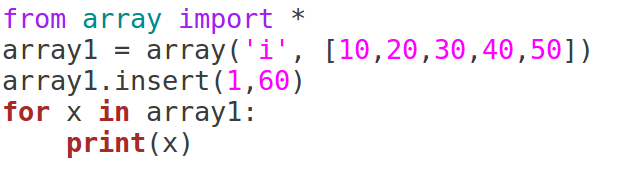 from array import *
array1 = array('i', [10,20,30,40,50])
array1.insert(1,60)
for x in array1:
    print(x)